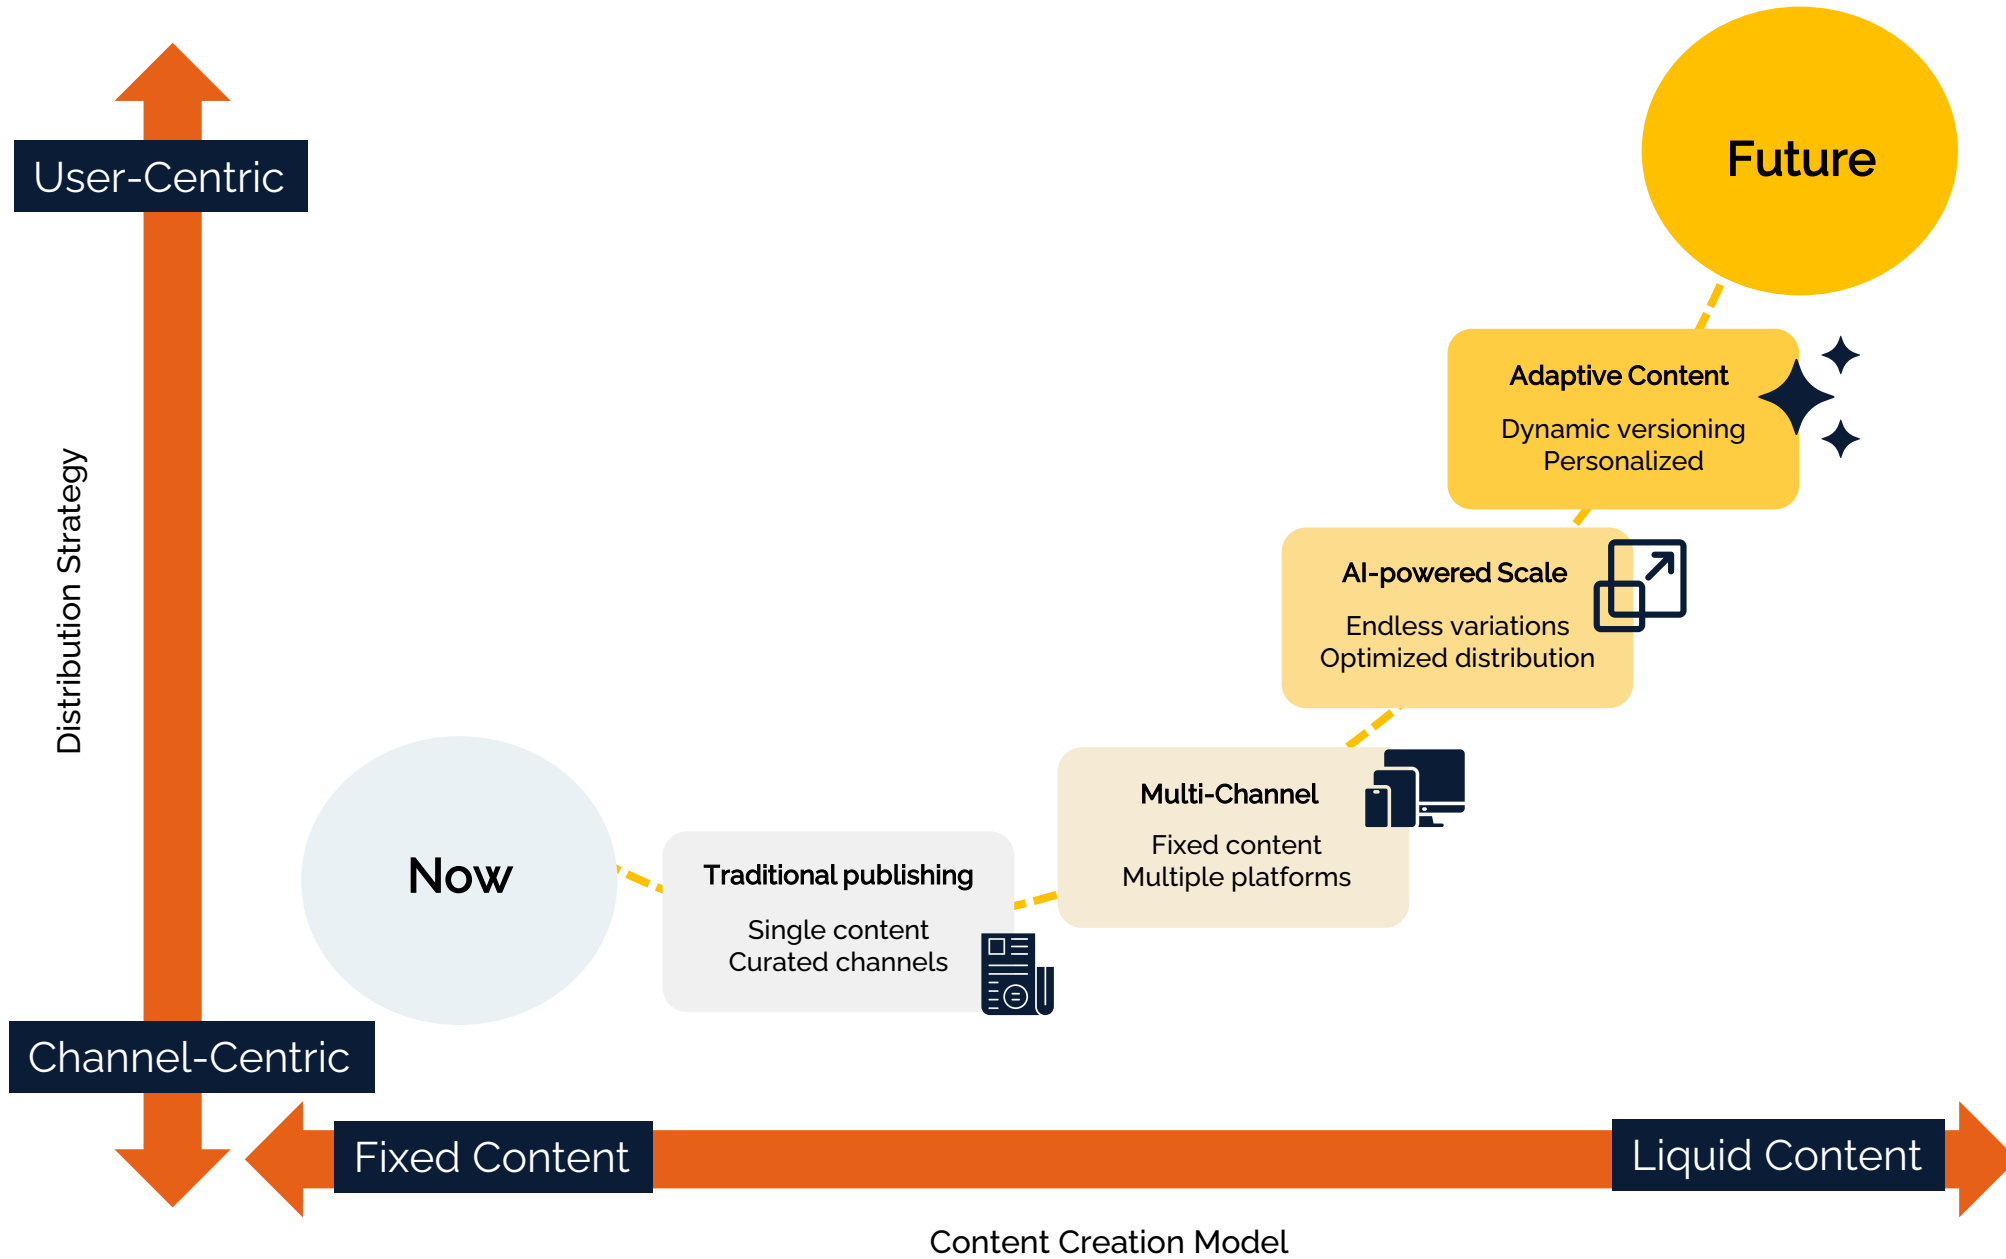 Future
User-Centric
Adaptive Content
Dynamic versioning
Personalized
Distribution Strategy
AI-powered Scale
Endless variations
Optimized distribution
Multi-Channel
Fixed content
Multiple platforms
Now
Traditional publishing
Single content
Curated channels
Channel-Centric
Fixed Content
Liquid Content
Content Creation Model